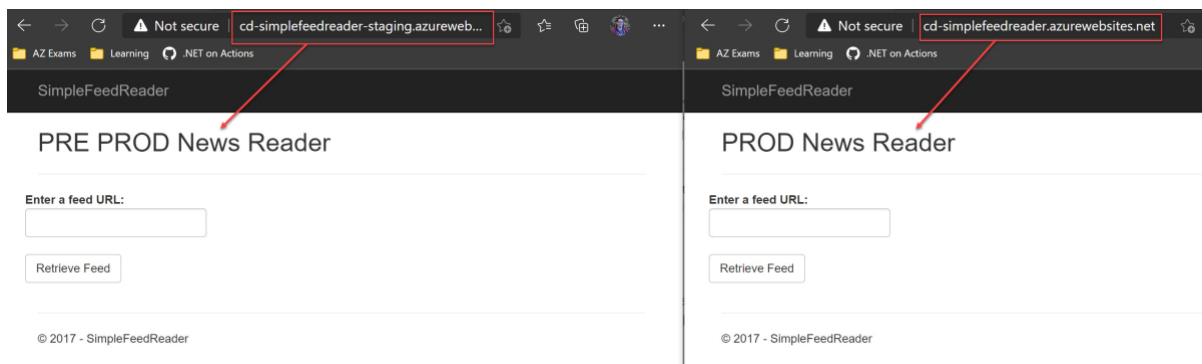 Not secure | cd-simplefeedreader-staging.azureweb...
AZ Exams Learning .NET on Actions
SimpleFeedReader
PRE PROD News Reader
Enter a feed URL:
Retrieve Feed
© 2017 - SimpleFeedReader
Not secure | cd-simplefeedreader.azurewebsites.net
AZ Exams Learning .NET on Actions
SimpleFeedReader
PROD News Reader
Enter a feed URL:
Retrieve Feed
© 2017 - SimpleFeedReader